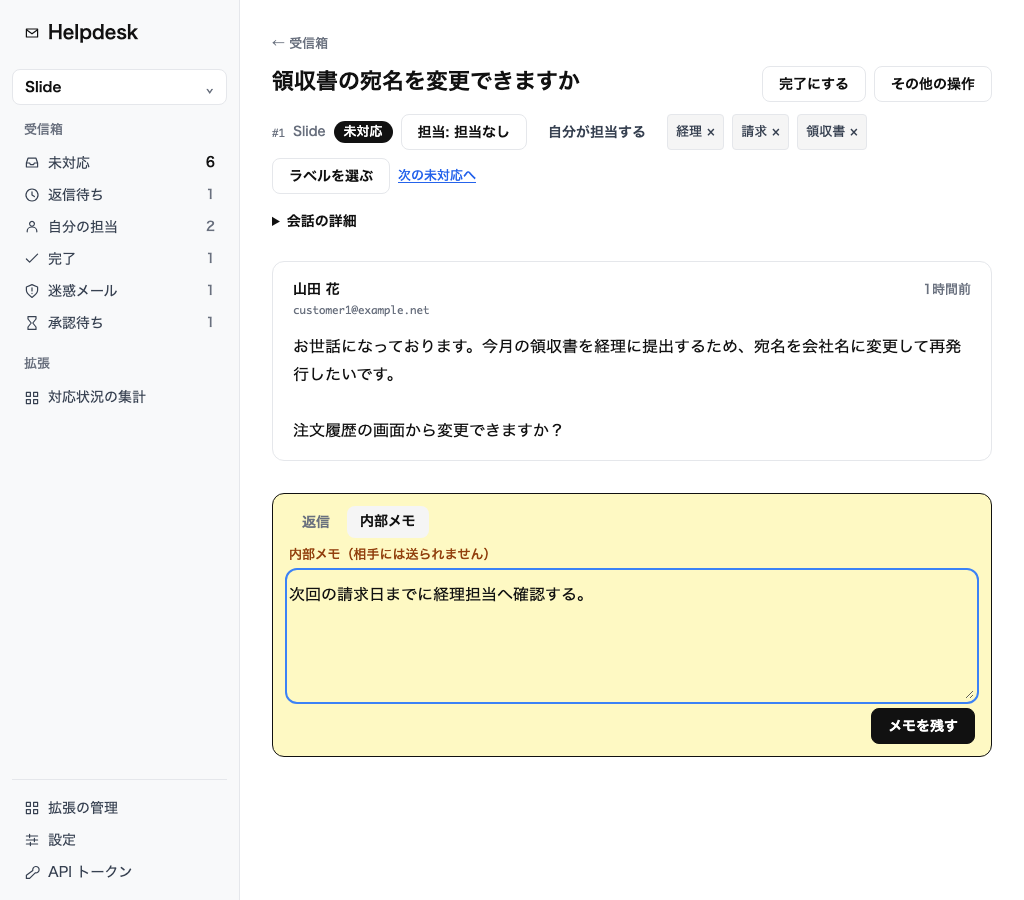 Helpdesk
Slide
受信箱
未対応 6
返信待ち 1
自分の担当 2
完了 1
迷惑メール 1
承認待ち 1
拡張
対応状況の集計
拡張の管理
設定
API トークン
← 受信箱
領収書の宛名を変更できますか
完了にする
その他の操作
#1 Slide 未対応 担当: 担当なし 自分が担当する 経理 × 請求 × 領収書 ×
ラベルを選ぶ 次の未対応へ
▶ 会話の詳細
山田 花 1 時間前
customer1@example.net
お世話になっております。今月の領収書を経理に提出するため、宛名を会社名に変更して再発
行したいです。
注文履歴の画面から変更できますか？
返信 内部メモ
内部メモ（相手には送られません）
次回の請求日までに経理担当へ確認する。
メモを残す